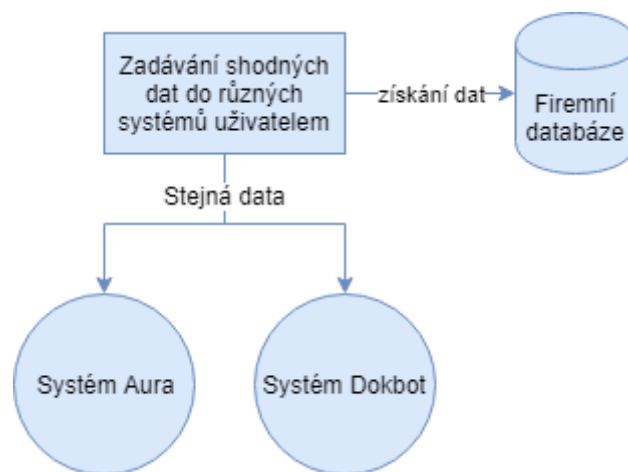 Zadávání shodných
dat do různých
systémů uživatelem
získání dat
Firemní
databáze
Stejná data
Systém Aura
Systém Dokbot